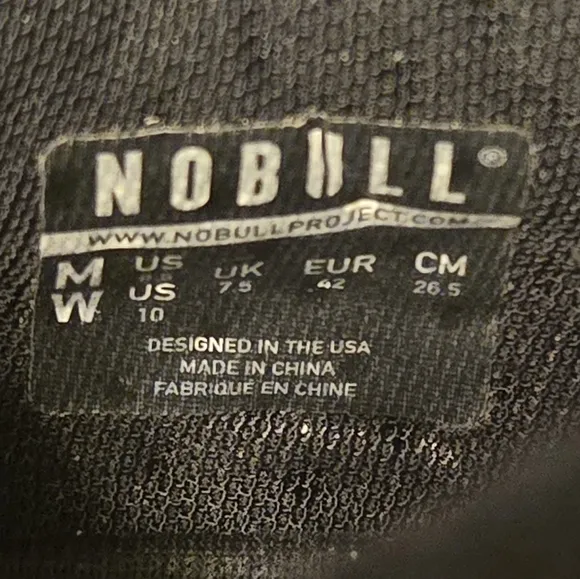 NOBULL®
WWW.NOBULLPROJECT.COM
M US UK EUR CM
W US 7.5 42 26.5
10
DESIGNED IN THE USA
MADE IN CHINA
FABRIQUE EN CHINE